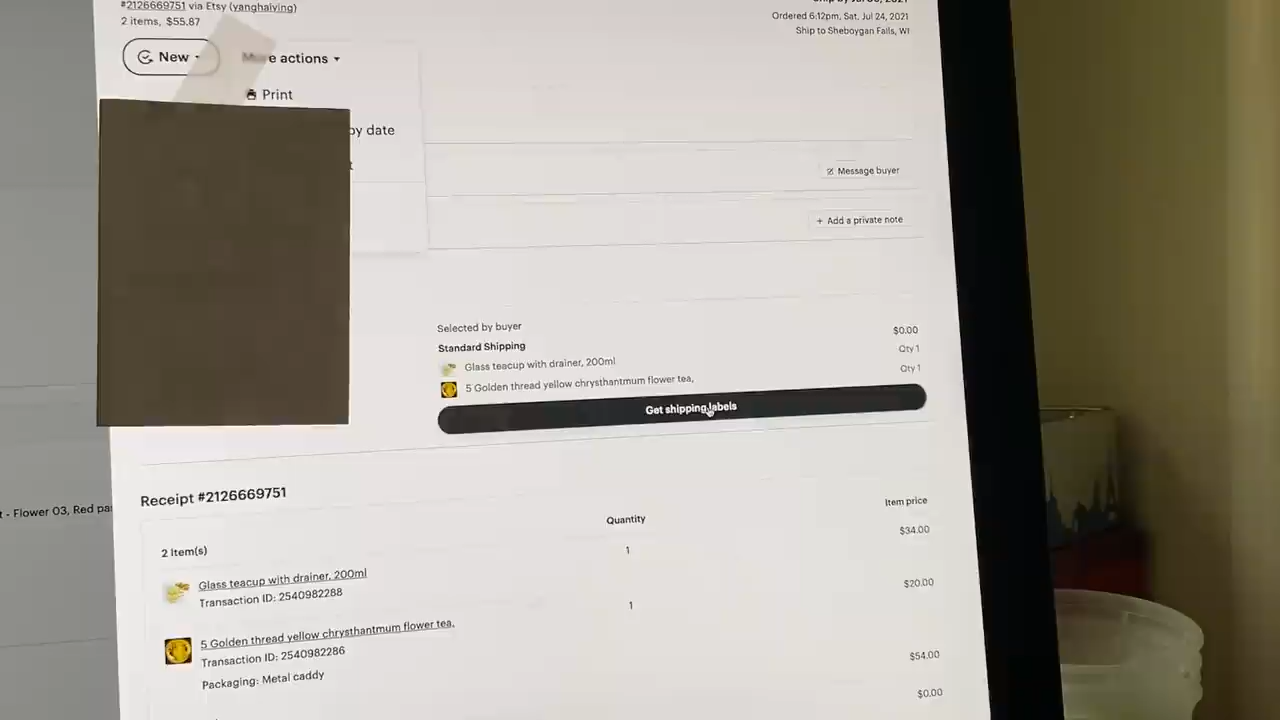 #2126669751 via Etsy (yanghaiying)
2 items, $55.87
Ordered 6:12pm, Sat, Jul 24, 2021
Ship to Sheboygan Falls, WI
New
e actions
Print
by date
Message buyer
+ Add a private note
Selected by buyer
Standard Shipping
$0.00
Glass teacup with drainer, 200ml
Qty 1
5 Golden thread yellow chrysthantmum flower tea,
Qty 1
Get shipping labels
Receipt #2126669751
t - Flower 03, Red pa
2 Item(s)
Quantity
Item price
Glass teacup with drainer, 200ml
1
$34.00
Transaction ID: 2540982288
5 Golden thread yellow chrysthantmum flower tea,
1
$20.00
Transaction ID: 2540982286
Packaging: Metal caddy
$54.00
$0.00